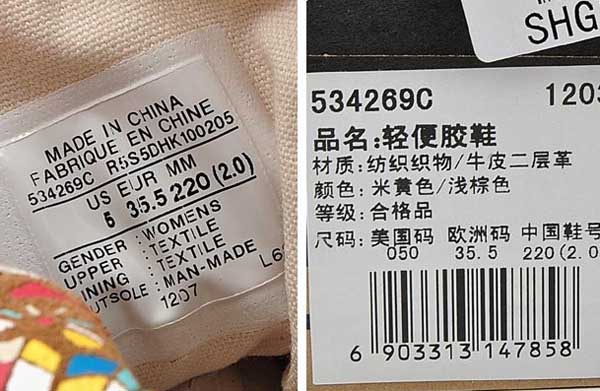 MADE IN CHINA
FABRIQUE EN CHINE
534269C R5S5DHK100205
US EUR MM
5 35.5 220 (2.0)
GENDER : WOMENS
UPPER : TEXTILE
INING : TEXTILE
UTSOLE : MAN-MADE
1207 L6
SHG
534269C 1203
品名:轻便胶鞋
材质:纺织织物/牛皮二层革
颜色:米黄色/浅棕色
等级:合格品
尺码:美国码 欧洲码 中国鞋号
050 35.5 220(2.0
6 903313 147858